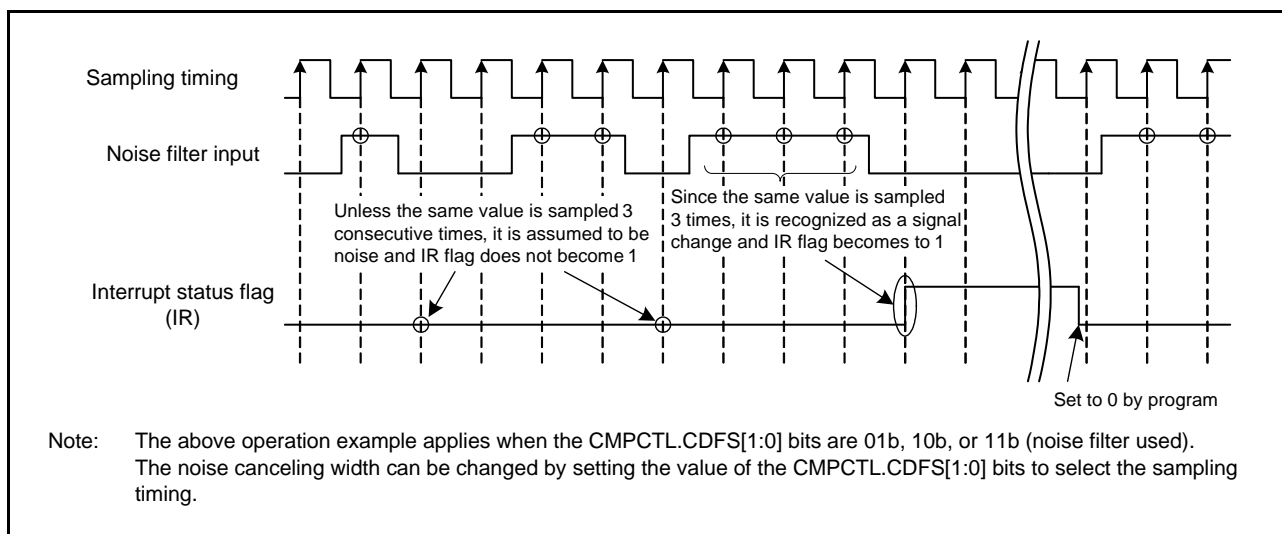 Sampling timing
Noise filter input
Unless the same value is sampled 3
consecutive times, it is assumed to be
noise and IR flag does not become 1
Since the same value is sampled
3 times, it is recognized as a signal
change and IR flag becomes to 1
Interrupt status flag
(IR)
Set to 0 by program
Note: The above operation example applies when the CMPCTL.CDFS[1:0] bits are 01b, 10b, or 11b (noise filter used).
The noise canceling width can be changed by setting the value of the CMPCTL.CDFS[1:0] bits to select the sampling
timing.